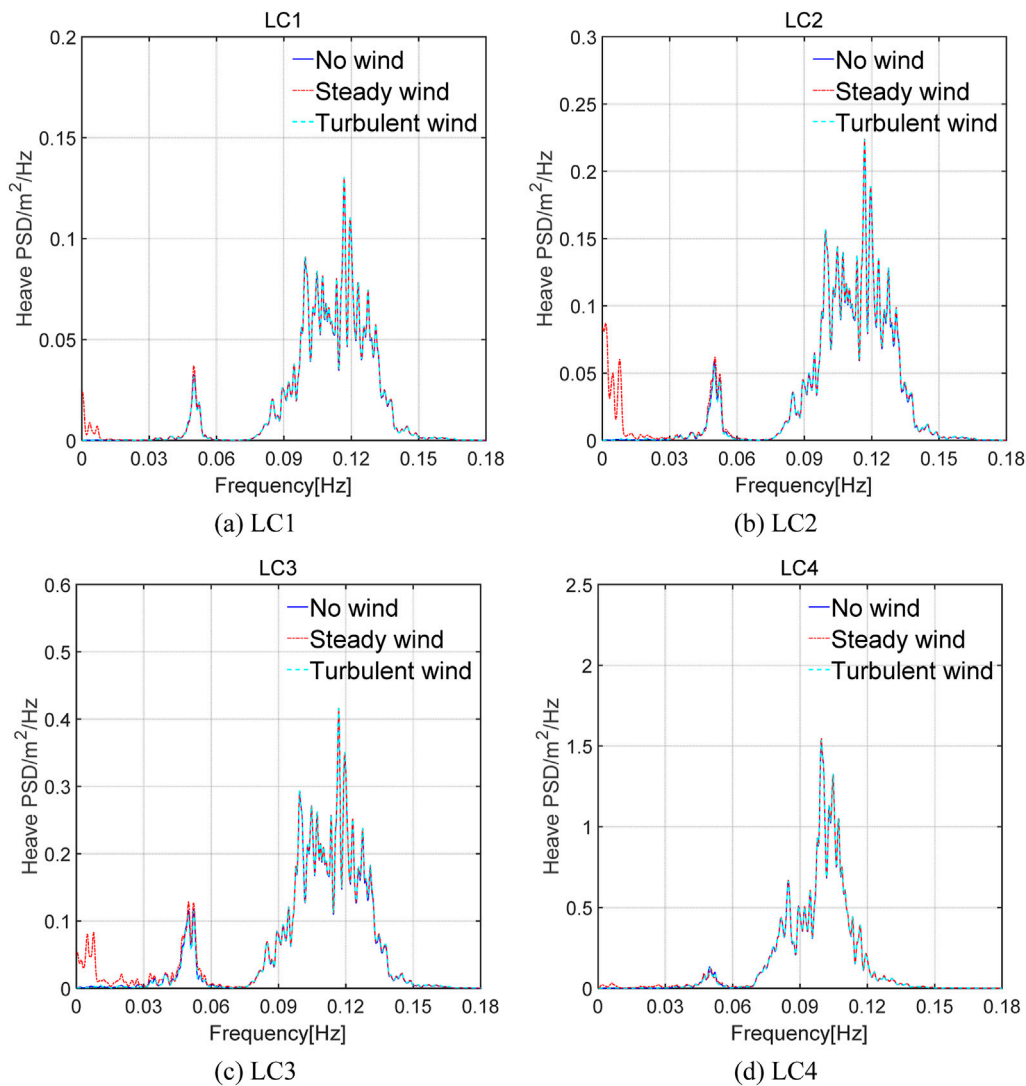 LC1
0.2
0.15
0.1
0.05
0
Heave PSD/m²/Hz
No wind
Steady wind
Turbulent wind
0 0.03 0.06 0.09 0.12 0.15 0.18
Frequency[Hz]
(a) LC1
LC2
0.3
0.25
0.2
0.15
0.1
0.05
0
Heave PSD/m²/Hz
No wind
Steady wind
Turbulent wind
0 0.03 0.06 0.09 0.12 0.15 0.18
Frequency[Hz]
(b) LC2
LC3
0.6
0.5
0.4
0.3
0.2
0.1
0
Heave PSD/m²/Hz
No wind
Steady wind
Turbulent wind
0 0.03 0.06 0.09 0.12 0.15 0.18
Frequency[Hz]
(c) LC3
LC4
2.5
2
1.5
1
0.5
0
Heave PSD/m²/Hz
No wind
Steady wind
Turbulent wind
0 0.03 0.06 0.09 0.12 0.15 0.18
Frequency[Hz]
(d) LC4